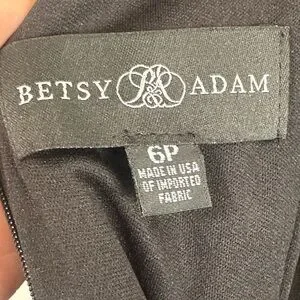 BETSY ADAM
6P
MADE IN USA
OF IMPORTED
FABRIC